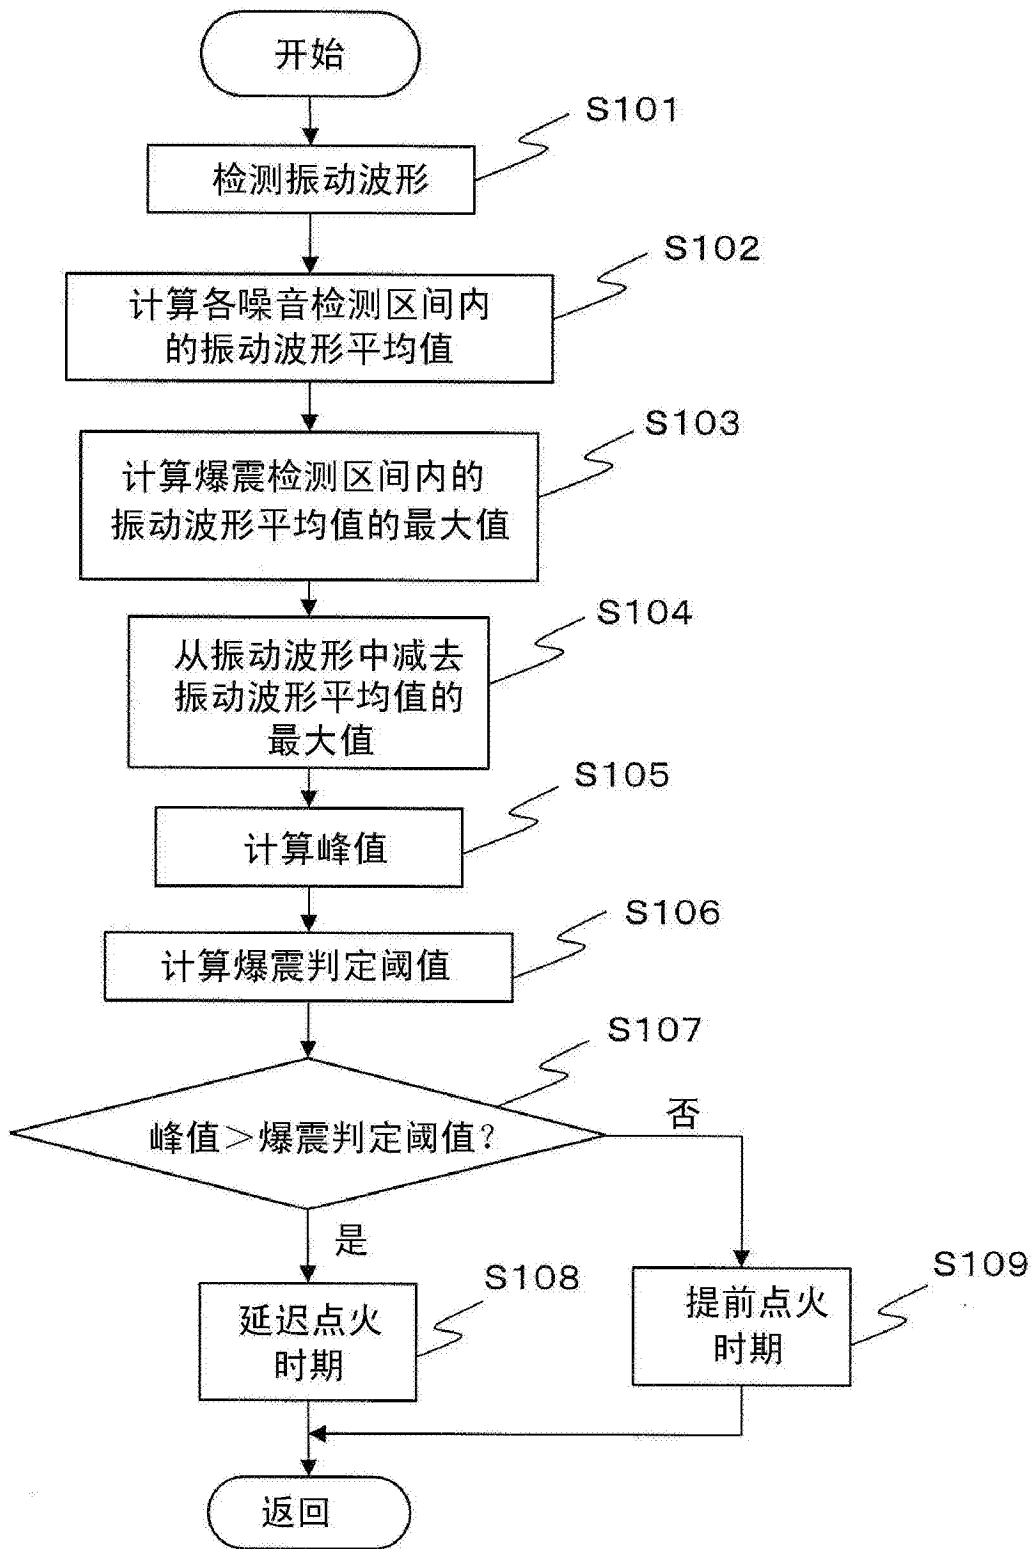 开始
S101
检测振动波形
S102
计算各噪音检测区间内
的振动波形平均值
S103
计算爆震检测区间内的
振动波形平均值的最大值
S104
从振动波形中减去
振动波形平均值的
最大值
S105
计算峰值
S106
计算爆震判定阈值
S107
峰值＞爆震判定阈值?
否
是
S108
延迟点火
时期
S109
提前点火
时期
返回